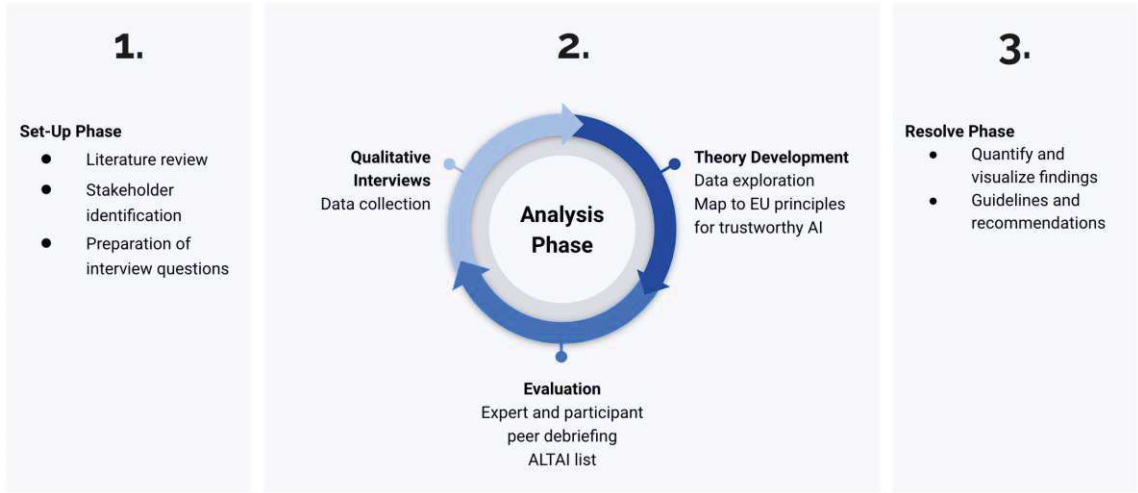 1.
Set-Up Phase
● Literature review
● Stakeholder
identification
● Preparation of
interview questions
2.
Qualitative
Interviews
Data collection
Analysis
Phase
Theory Development
Data exploration
Map to EU principles
for trustworthy AI
Evaluation
Expert and participant
peer debriefing
ALTAI list
3.
Resolve Phase
● Quantify and
visualize findings
● Guidelines and
recommendations